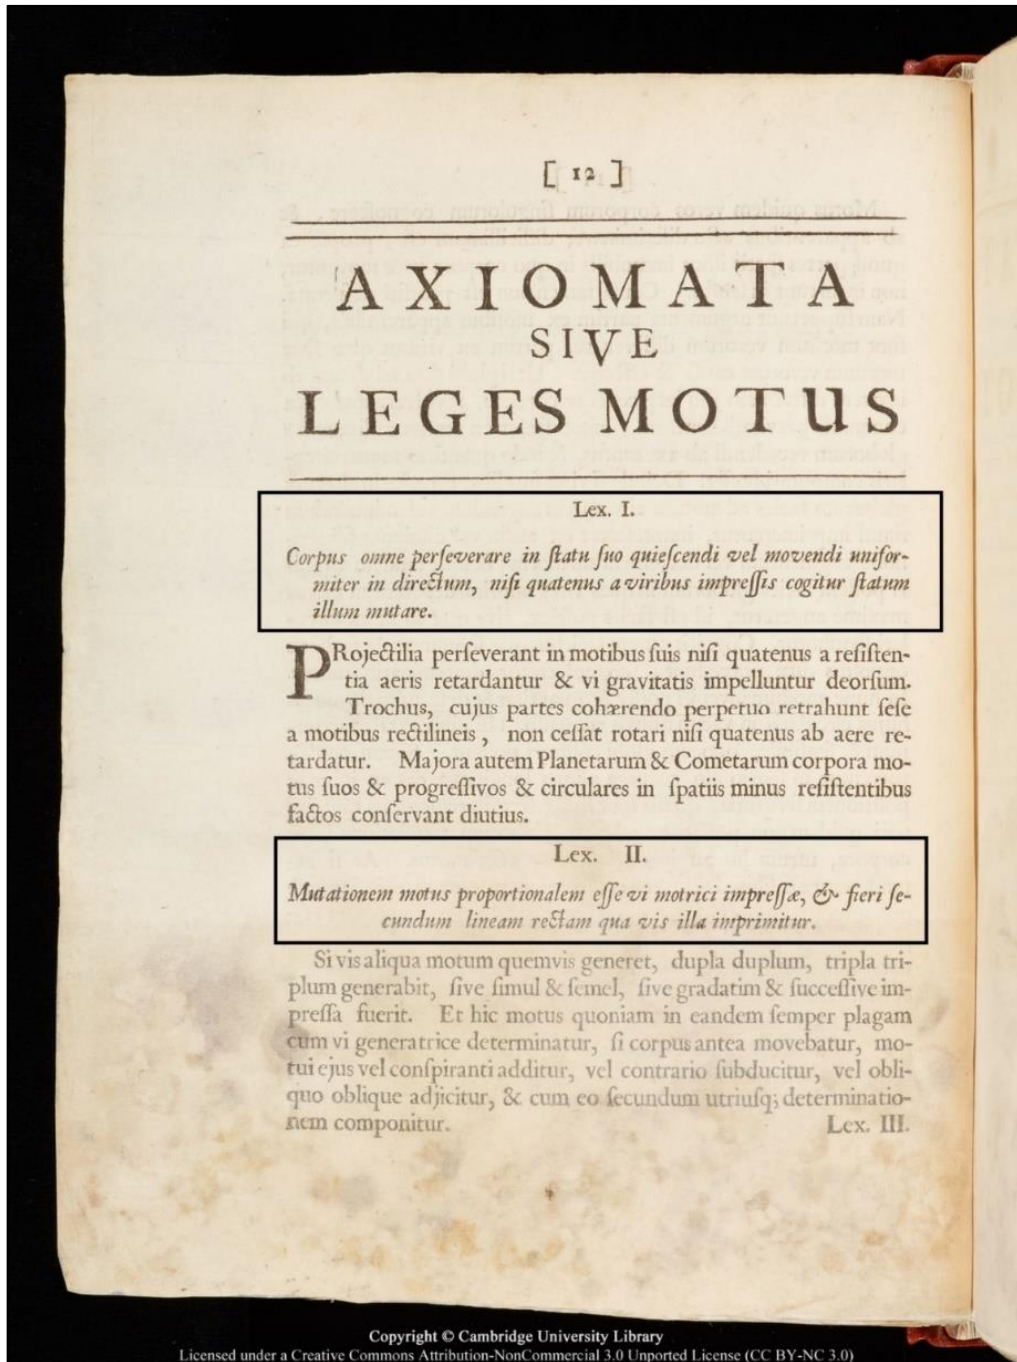 [ 12 ]
AXIOMATA
SIVE
LEGES MOTUS
Lex. I.
Corpus omne perſeverare in ſtatu ſuo quieſcendi vel movendi unifor-
miter in directum, niſi quatenus a viribus impreſſis cogitur ſtatum
illum mutare.
PRojectilia perſeverant in motibus ſuis niſi quatenus a reſiſten-
tia aeris retardantur & vi gravitatis impelluntur deorſum.
Trochus, cujus partes cohærendo perpetuo retrahunt ſeſe
a motibus rectilineis, non ceſſat rotari niſi quatenus ab aere re-
tardatur. Majora autem Planetarum & Cometarum corpora mo-
tus ſuos & progreſſivos & circulares in ſpatiis minus reſiſtentibus
factos conſervant diutius.
Lex. II.
Mutationem motus proportionalem eſſe vi motrici impreſſæ, & fieri ſe-
cundum lineam rectam qua vis illa imprimitur.
Si vis aliqua motum quemvis generet, dupla duplum, tripla tri-
plum generabit, ſive ſimul & ſemel, ſive gradatim & ſucceſſive im-
preſſa fuerit. Et hic motus quoniam in eandem ſemper plagam
cum vi generatrice determinatur, ſi corpus antea movebatur, mo-
tui ejus vel conſpiranti additur, vel contrario ſubducitur, vel obli-
quo oblique adjicitur, & cum eo ſecundum utriuſq; determinatio-
nem componitur. Lex. III.
Copyright © Cambridge University Library
Licensed under a Creative Commons Attribution-NonCommercial 3.0 Unported License (CC BY-NC 3.0)